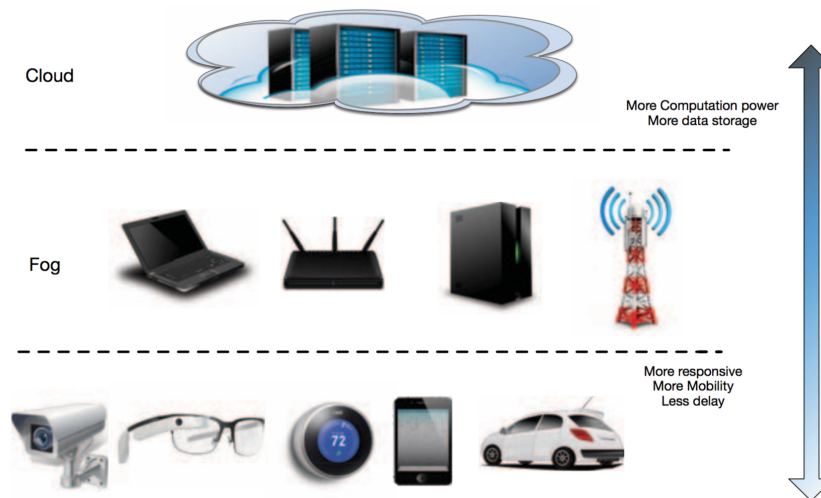 Cloud
More Computation power
More data storage
Fog
More responsive
More Mobility
Less delay
72